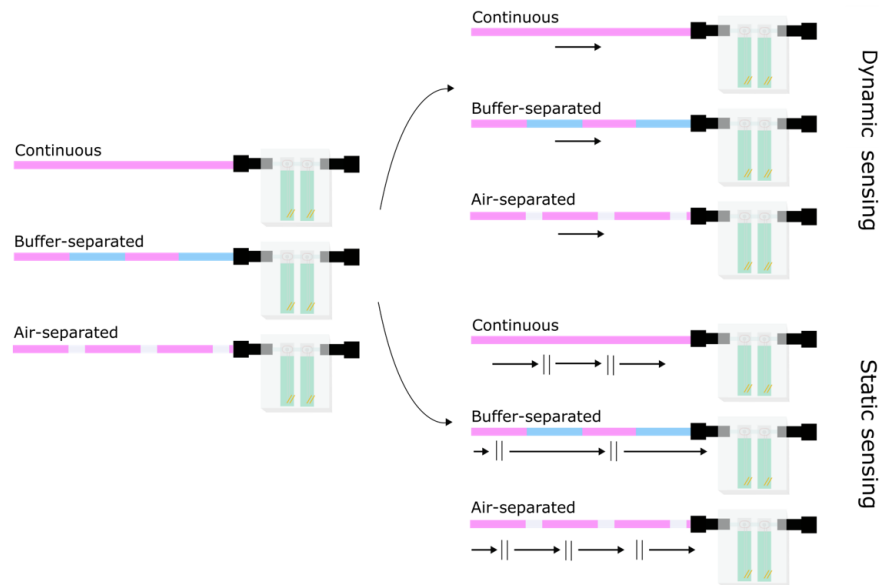 Continuous
Buffer-separated
Air-separated
Continuous
Buffer-separated
Air-separated
Dynamic sensing
Continuous
Buffer-separated
Air-separated
Static sensing